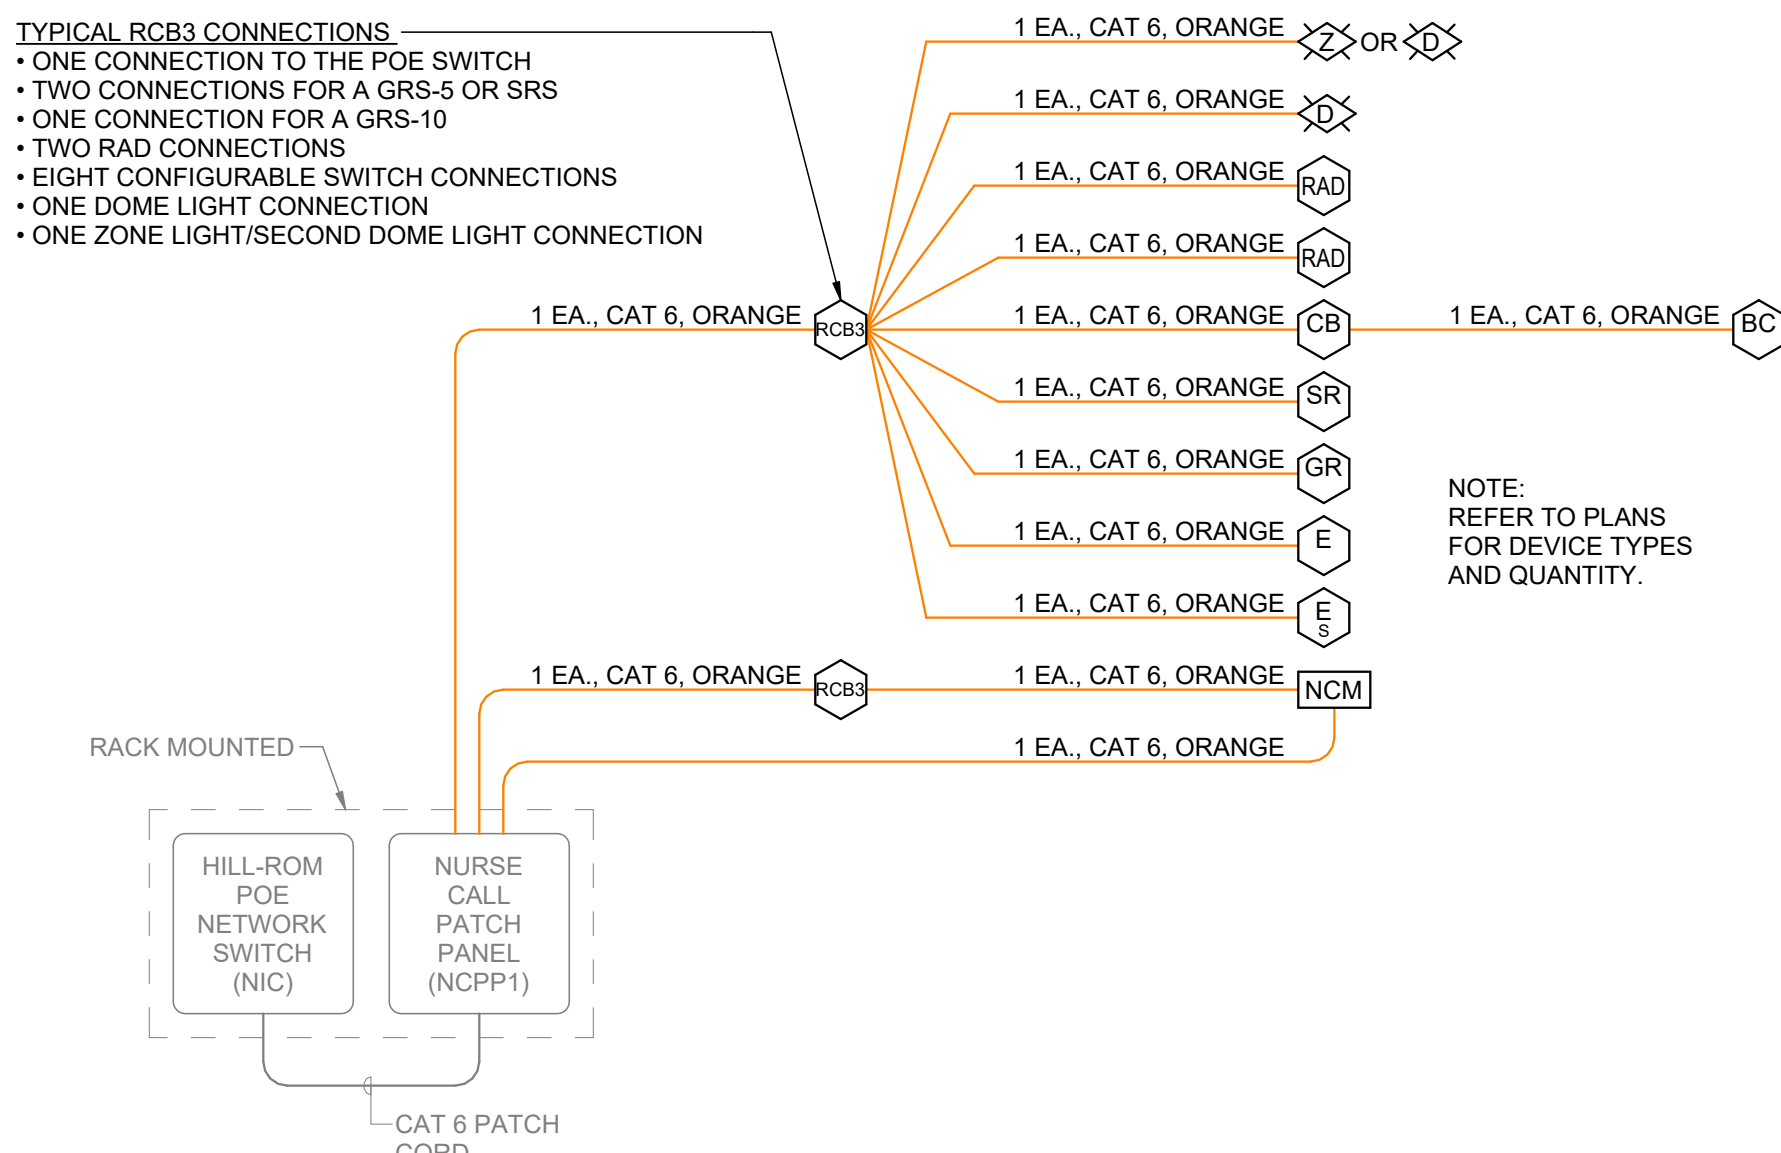 TYPICAL RCB3 CONNECTIONS
• ONE CONNECTION TO THE POE SWITCH
• TWO CONNECTIONS FOR A GRS-5 OR SRS
• ONE CONNECTION FOR A GRS-10
• TWO RAD CONNECTIONS
• EIGHT CONFIGURABLE SWITCH CONNECTIONS
• ONE DOME LIGHT CONNECTION
• ONE ZONE LIGHT/SECOND DOME LIGHT CONNECTION
1 EA., CAT 6, ORANGE Z OR D
1 EA., CAT 6, ORANGE D
1 EA., CAT 6, ORANGE RAD
1 EA., CAT 6, ORANGE RAD
1 EA., CAT 6, ORANGE RCB3 1 EA., CAT 6, ORANGE CB 1 EA., CAT 6, ORANGE BC
1 EA., CAT 6, ORANGE SR
1 EA., CAT 6, ORANGE GR
1 EA., CAT 6, ORANGE E
1 EA., CAT 6, ORANGE E
S
NOTE:
REFER TO PLANS
FOR DEVICE TYPES
AND QUANTITY.
1 EA., CAT 6, ORANGE RCB3 1 EA., CAT 6, ORANGE NCM
1 EA., CAT 6, ORANGE
RACK MOUNTED
HILL-ROM
POE
NETWORK
SWITCH
(NIC)
NURSE
CALL
PATCH
PANEL
(NCPP1)
CAT 6 PATCH
CORD